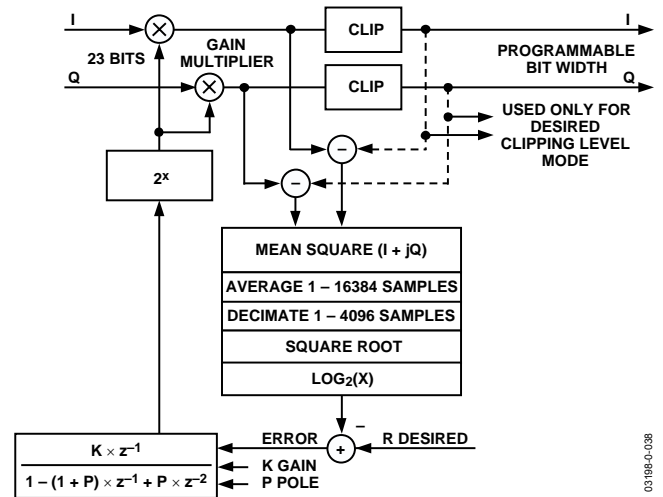 I
23 BITS
GAIN
MULTIPLIER
CLIP
I
PROGRAMMABLE
BIT WIDTH
Q
CLIP
Q
USED ONLY FOR
DESIRED
CLIPPING LEVEL
MODE
×
×
–
–
2ˣ
MEAN SQUARE (I + jQ)
AVERAGE 1 – 16384 SAMPLES
DECIMATE 1 – 4096 SAMPLES
SQUARE ROOT
LOG₂(X)
–
+
ERROR
R DESIRED
K × z⁻¹
1 – (1 + P) × z⁻¹ + P × z⁻²
K GAIN
P POLE
03198-0-038